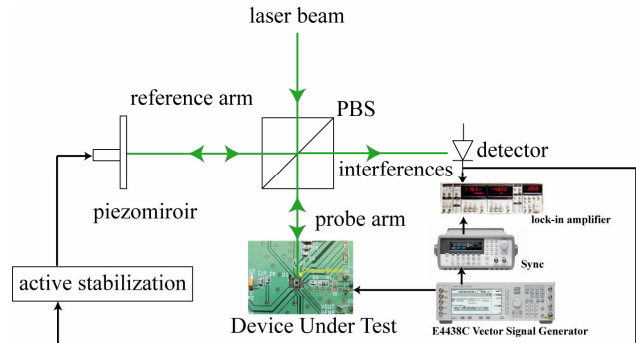 laser beam
reference arm
PBS
interferences
detector
piezomiroir
probe arm
lock-in amplifier
Sync
active stabilization
Device Under Test
E4438C Vector Signal Generator